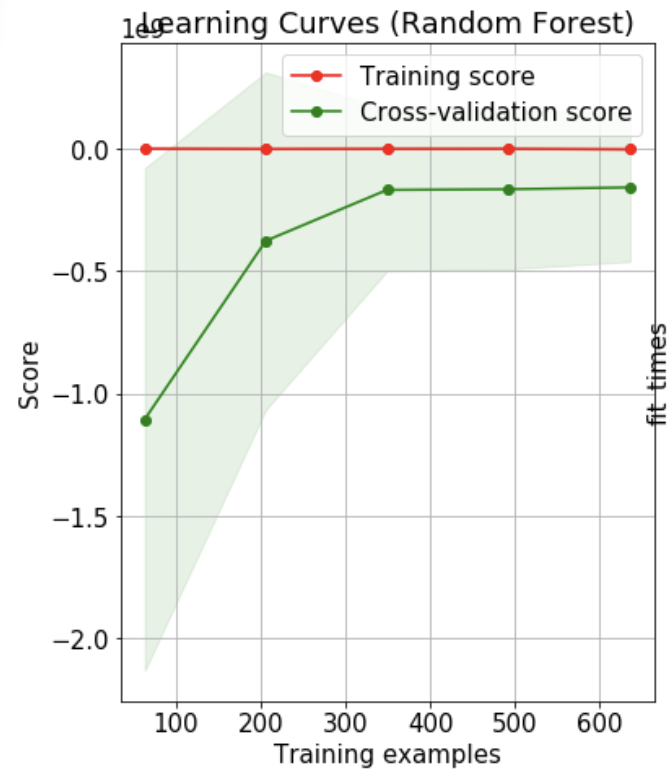 Learning Curves (Random Forest)
1e9
Training score
Cross-validation score
0.0
−0.5
−1.0
−1.5
−2.0
Score
fit_times
100 200 300 400 500 600
Training examples